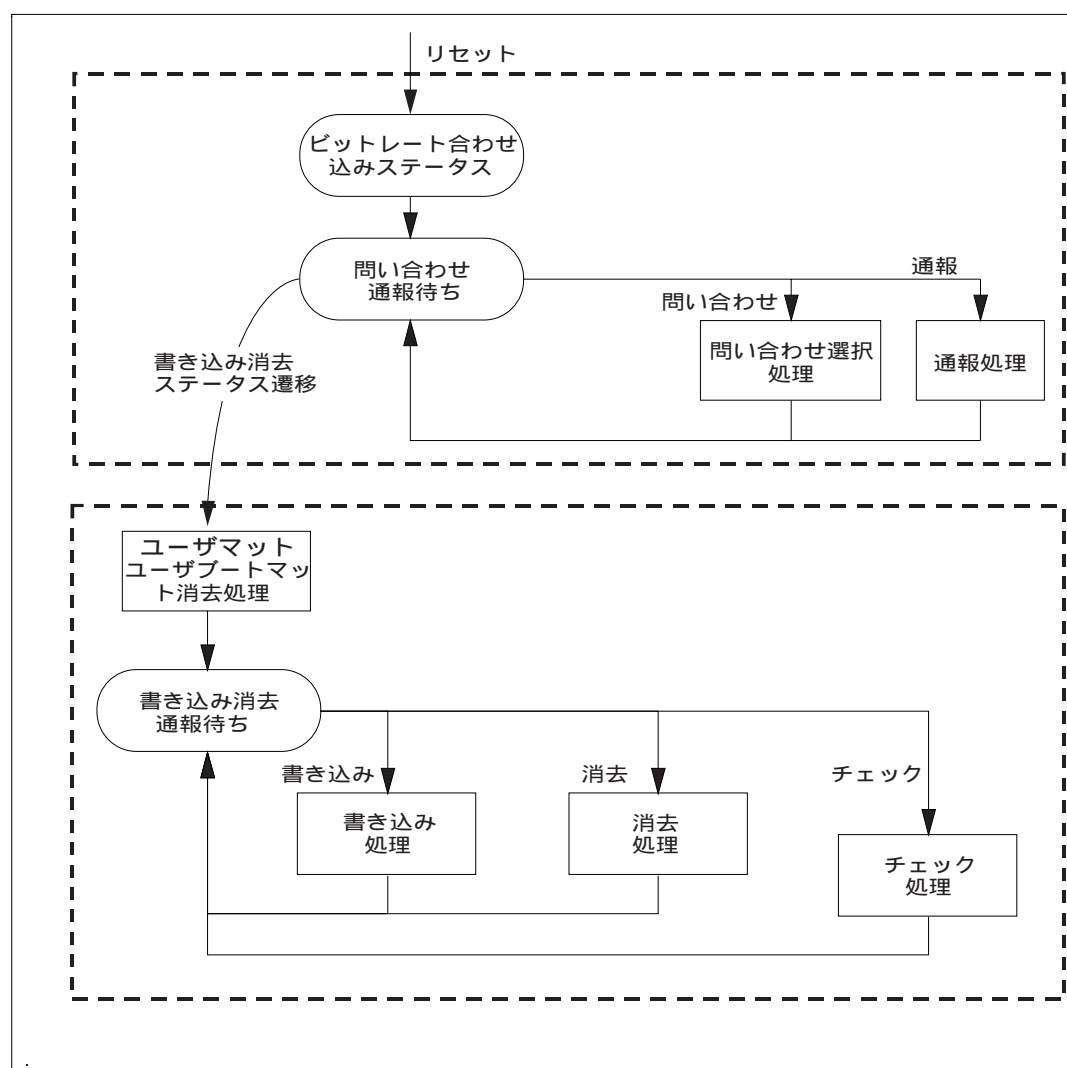 リセット
ビットレート合わせ
込みステータス
問い合わせ
通報待ち
通報
問い合わせ
問い合わせ選択
処理
通報処理
書き込み消去
ステータス遷移
ユーザマット
ユーザブートマッ
ト消去処理
書き込み消去
通報待ち
書き込み
消去
チェック
書き込み
処理
消去
処理
チェック
処理